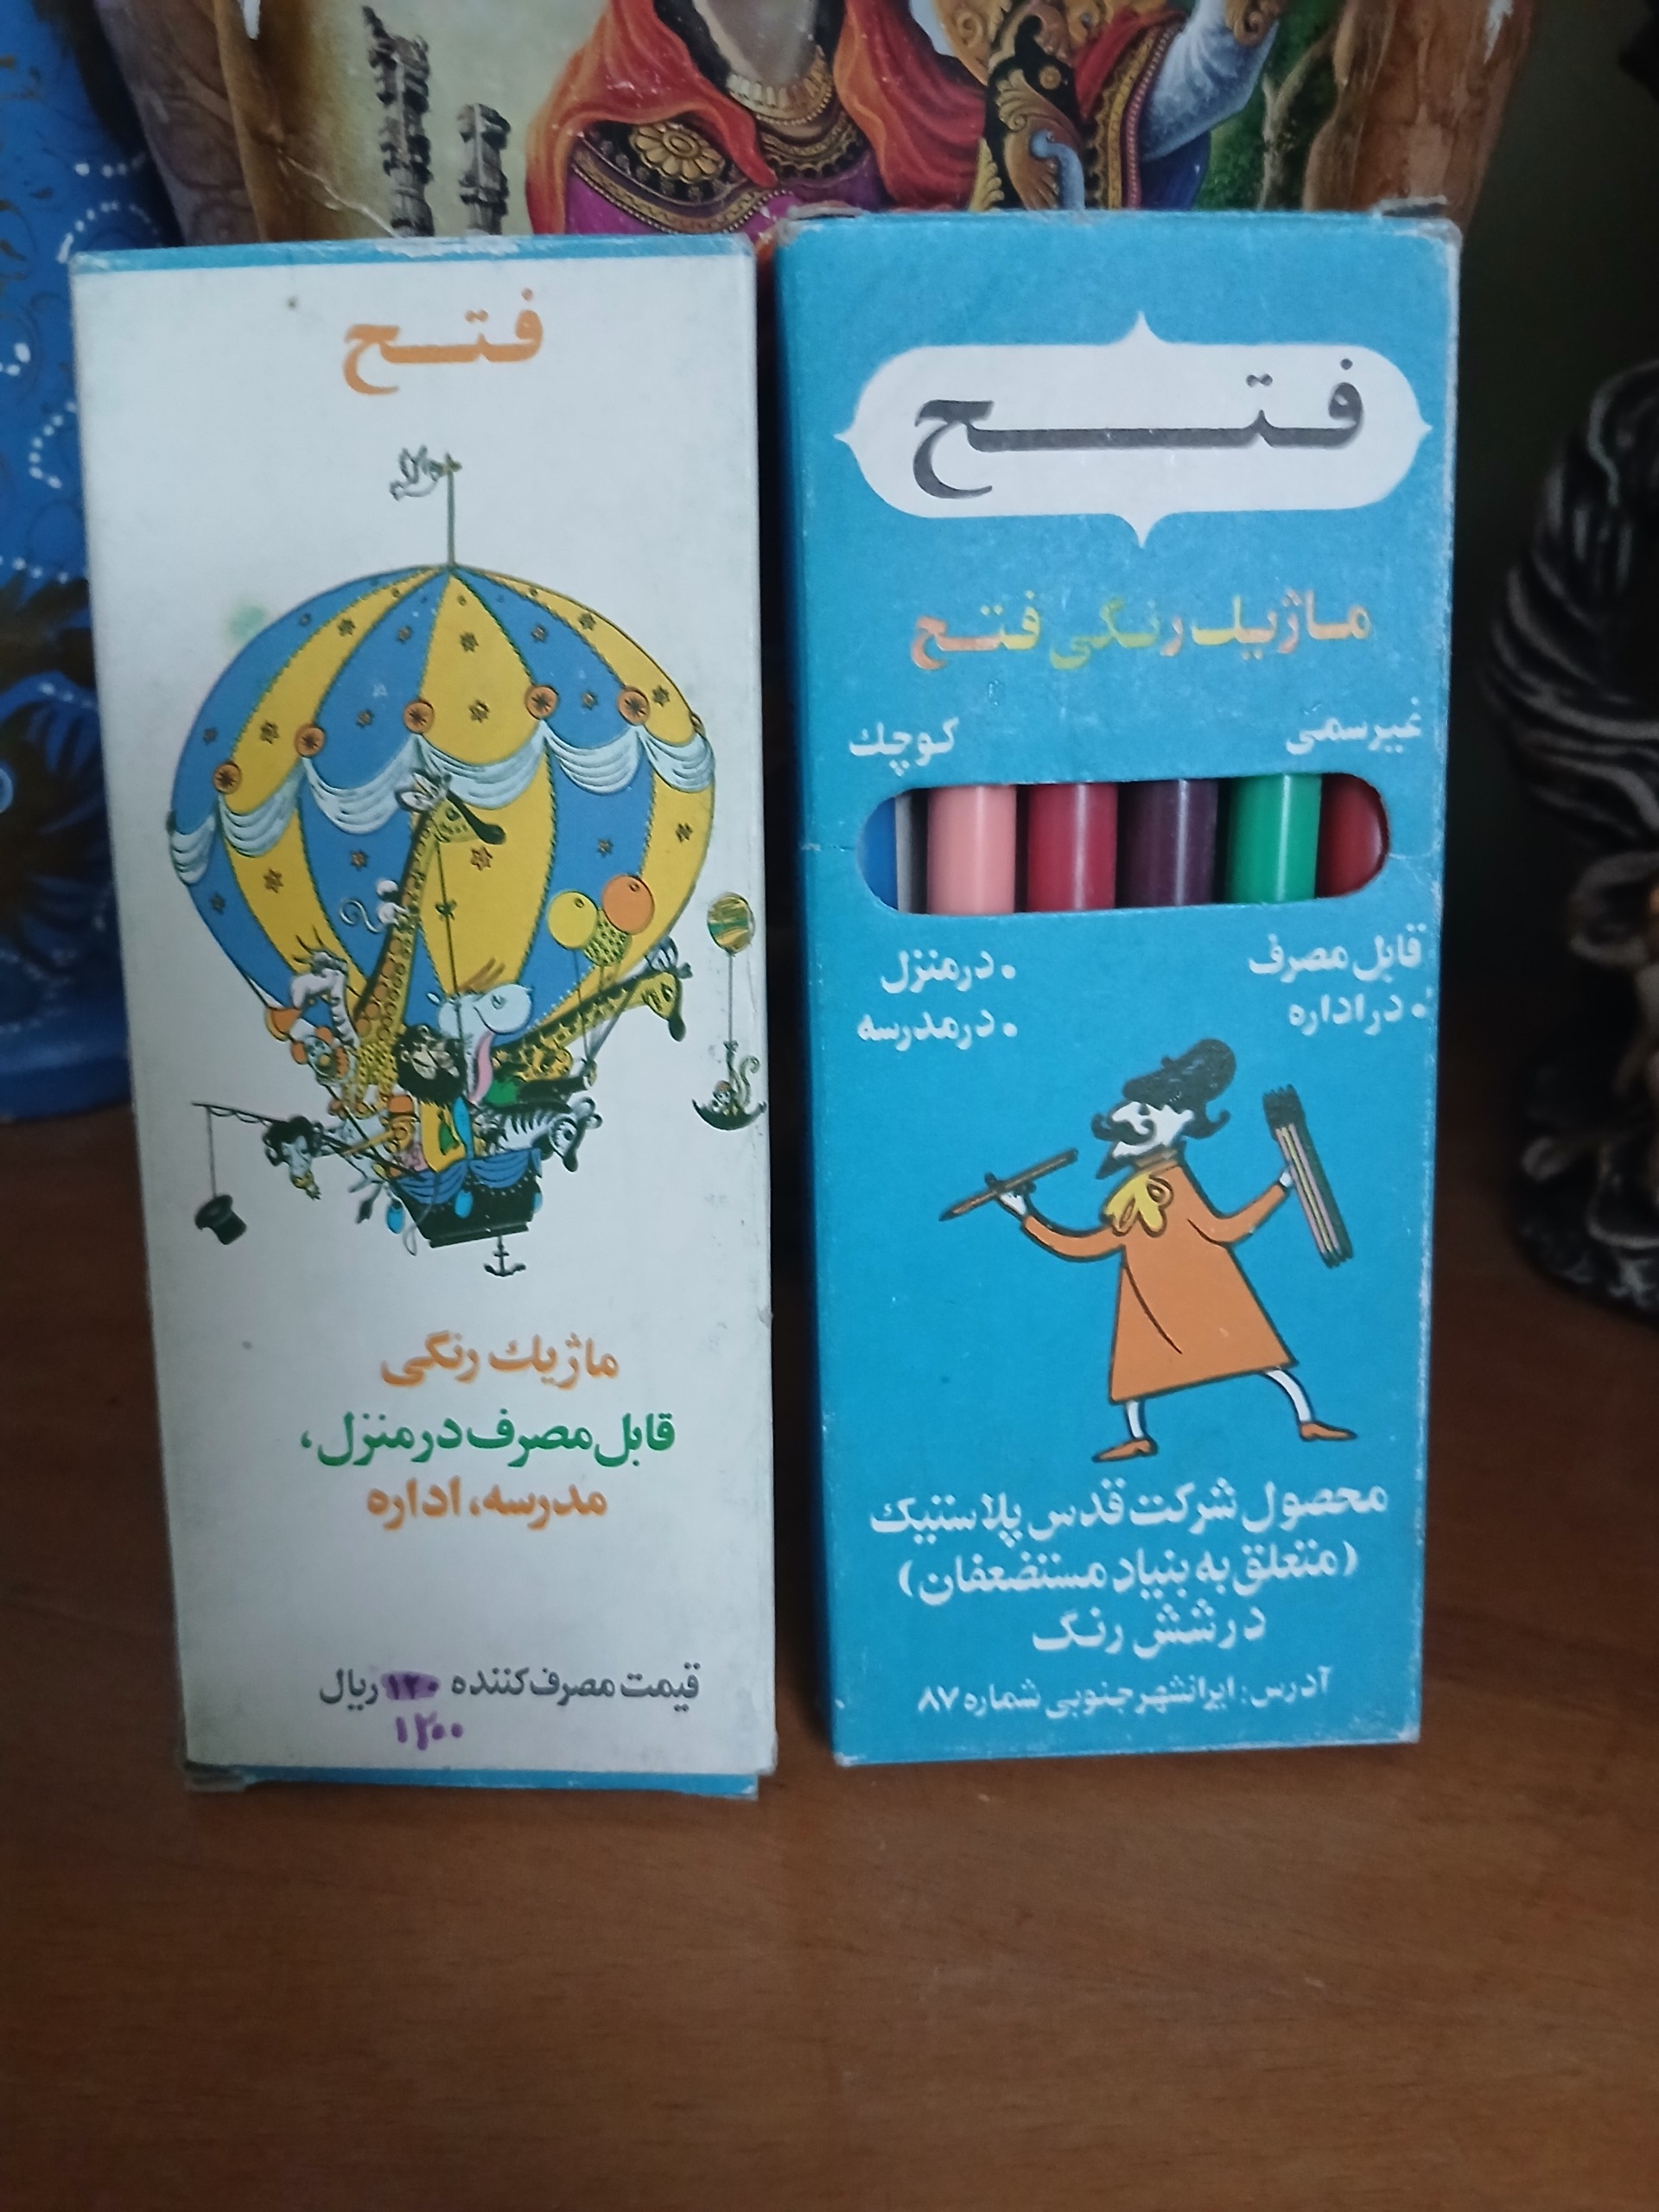 فتح
ماژیك رنگی
قابل مصرف در منزل،
مدرسه، اداره
قیمت مصرف کننده ۱۲۰ ریال
۱۲۰۰
فتح
ماژیك رنگی فتح
غیرسمی
کوچك
قابل مصرف
• در اداره
• در منزل
• در مدرسه
محصول شرکت قدس پلاستیک
(متعلق به بنیاد مستضعفان)
در شش رنگ
آدرس: ایرانشهر جنوبی شماره ۸۷